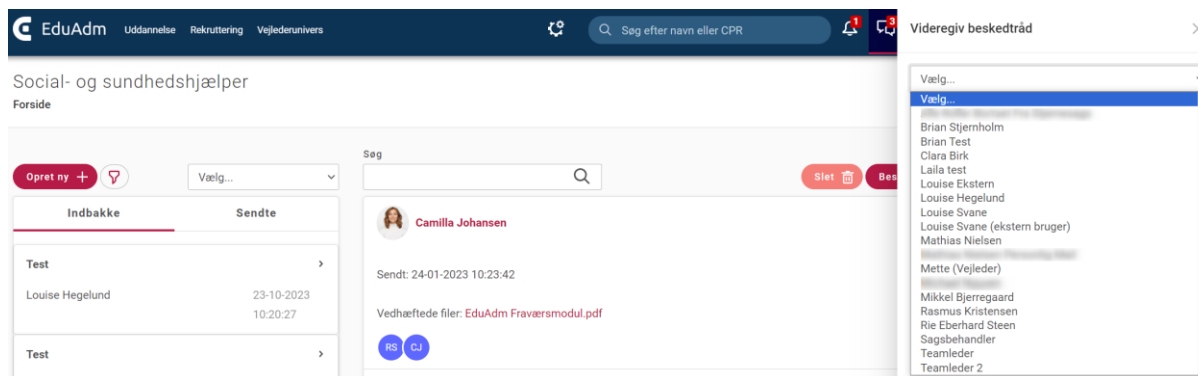 EduAdm Uddannelse Rekruttering Vejlederunivers Søg efter navn eller CPR 1 3
Social- og sundhedshjælper
Forside
Opret ny + Vælg...
Søg
Slet Bes
Indbakke Sendte
Test
Louise Hegelund 23-10-2023
10:20:27
Test
Camilla Johansen
Sendt: 24-01-2023 10:23:42
Vedhæftede filer: EduAdm Fraværsmodul.pdf
RS CJ
Videregiv beskedtråd
Vælg...
Vælg...
Brian Stjernholm
Brian Test
Clara Birk
Laila test
Louise Ekstern
Louise Hegelund
Louise Svane
Louise Svane (ekstern bruger)
Mathias Nielsen
Mette (Vejleder)
Mikkel Bjerregaard
Rasmus Kristensen
Rie Eberhard Steen
Sagsbehandler
Teamleder
Teamleder 2